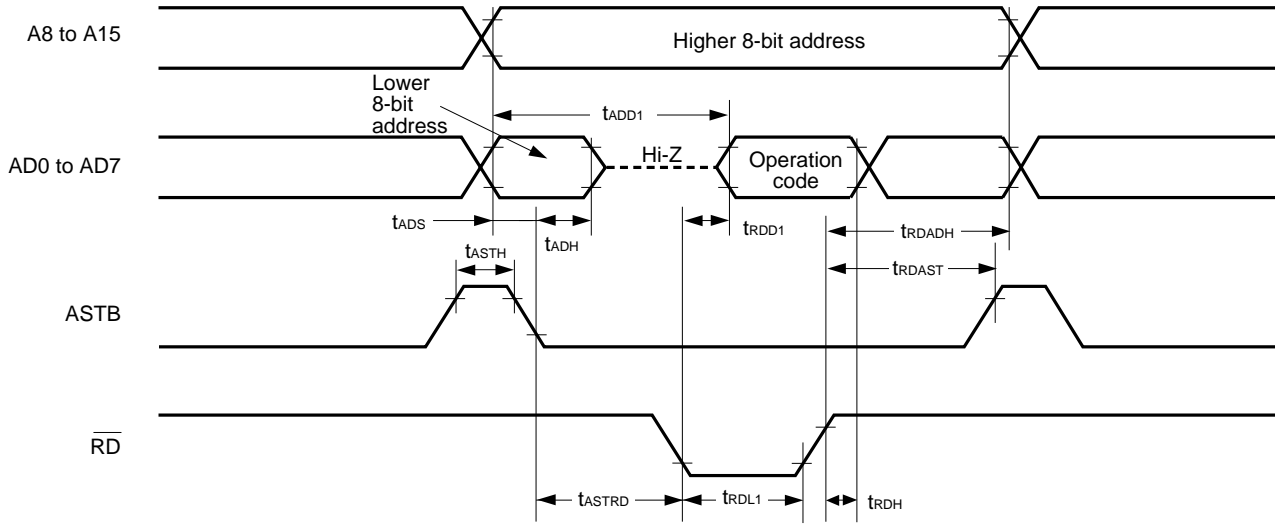 A8 to A15
Higher 8-bit address
Lower
8-bit
address
tADD1
AD0 to AD7
Hi-Z
Operation
code
tADS
tADH
tRDD1
tRDADH
tASTH
tRDAST
ASTB
RD
tASTRD
tRDL1
tRDH